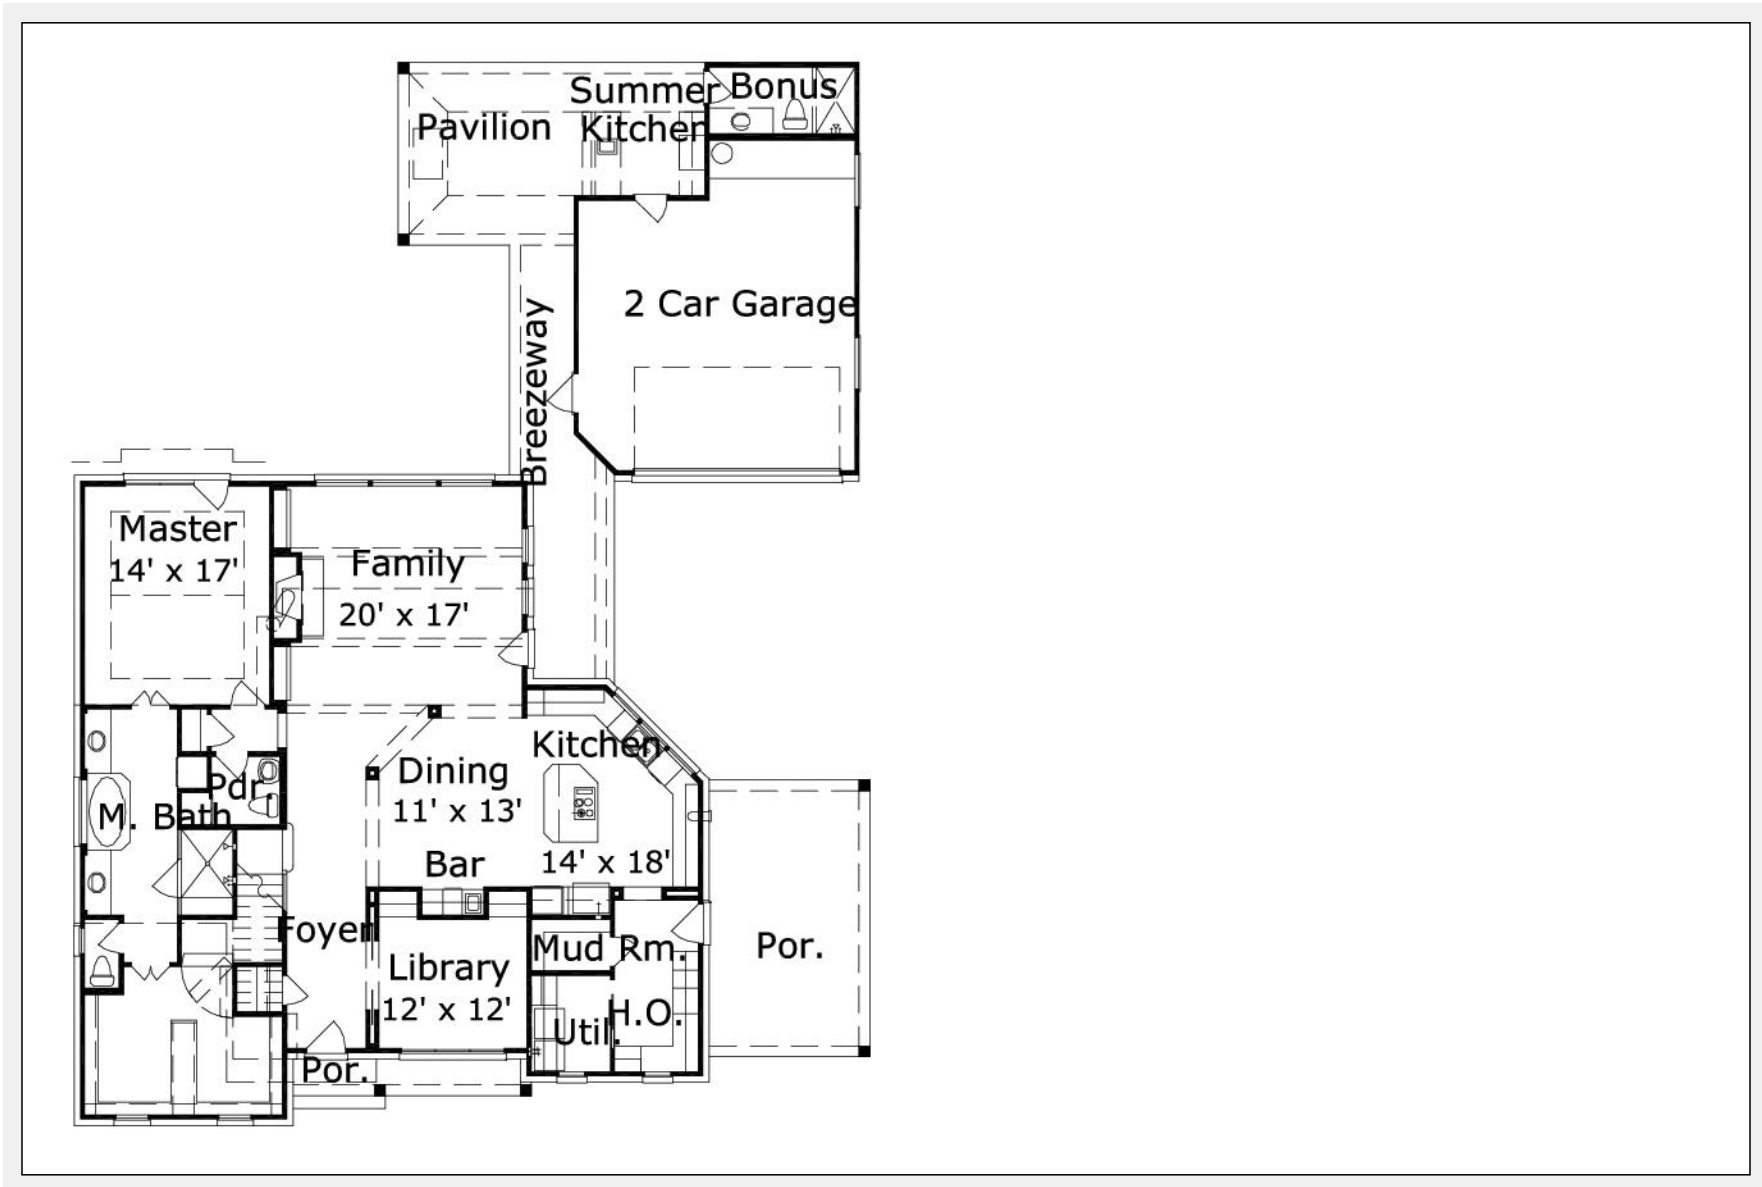 Summer
Kitchen
Bonus
Pavilion
2 Car Garage
Breezeway
Master
14' x 17'
Family
20' x 17'
Kitchen
14' x 18'
Dining
11' x 13'
Pdr.
M. Bath
Bar
Foyer
Library
12' x 12'
Mud Rm.
Por.
H.O.
Util.
Por.